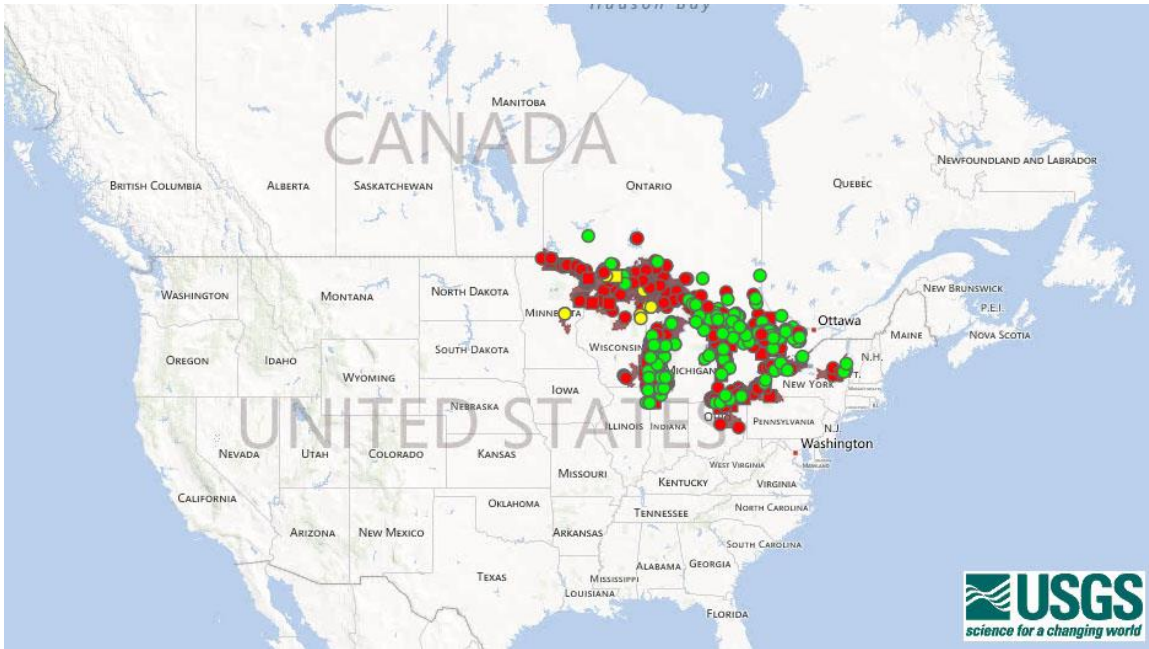 Hudson Bay
MANITOBA
CANADA
BRITISH COLUMBIA
ALBERTA
SASKATCHEWAN
ONTARIO
QUEBEC
NEWFOUNDLAND AND LABRADOR
WASHINGTON
MONTANA
NORTH DAKOTA
MINNESOTA
NEW BRUNSWICK
P.E.I.
NOVA SCOTIA
MAINE
Ottawa
OREGON
IDAHO
SOUTH DAKOTA
WISCONSIN
MICHIGAN
N.H.
VT.
WYOMING
IOWA
NEW YORK
NEBRASKA
UNITED STATES
ILLINOIS
INDIANA
OHIO
PENNSYLVANIA
N.J.
Washington
NEVADA
UTAH
COLORADO
KANSAS
MISSOURI
WEST VIRGINIA
KENTUCKY
VIRGINIA
CALIFORNIA
OKLAHOMA
TENNESSEE
NORTH CAROLINA
ARIZONA
NEW MEXICO
ARKANSAS
SOUTH CAROLINA
TEXAS
MISSISSIPPI
ALABAMA
GEORGIA
LOUISIANA
FLORIDA
USGS
science for a changing world